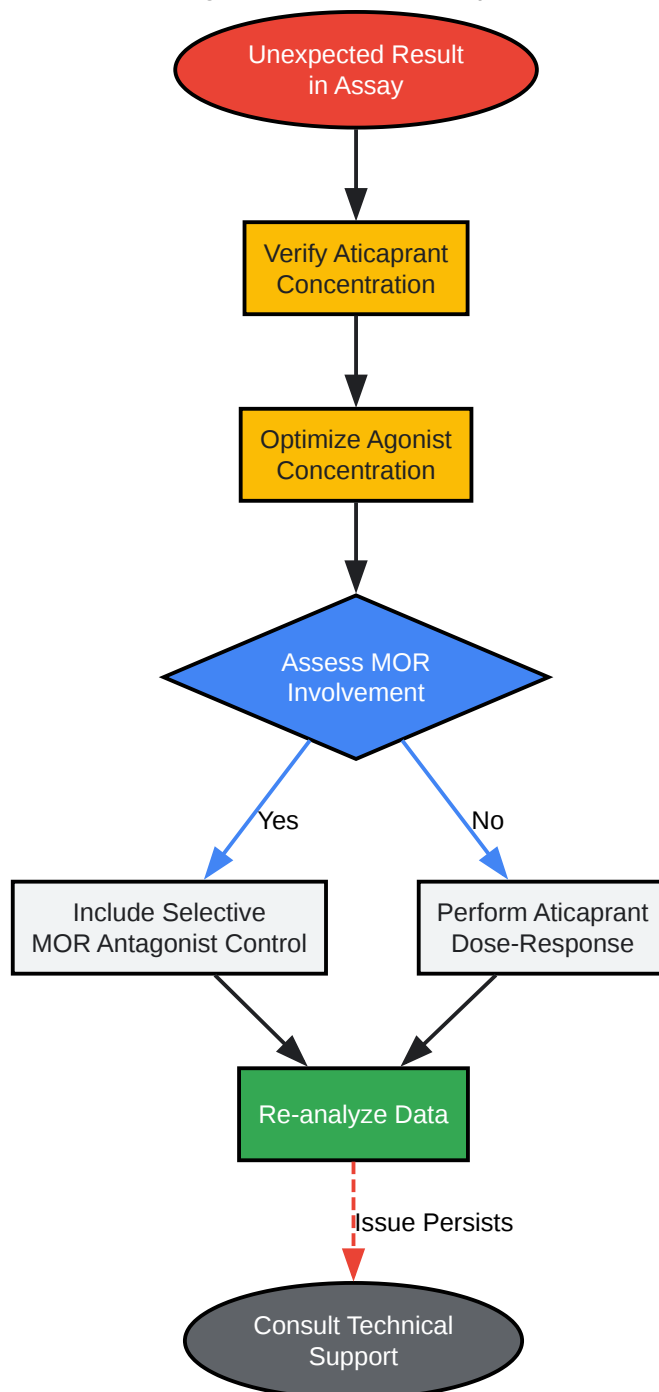 Unexpected Result
in Assay
Verify Aticaprant
Concentration
Optimize Agonist
Concentration
Assess MOR
Involvement
Yes
No
Include Selective
MOR Antagonist Control
Perform Aticaprant
Dose-Response
Re-analyze Data
Issue Persists
Consult Technical
Support